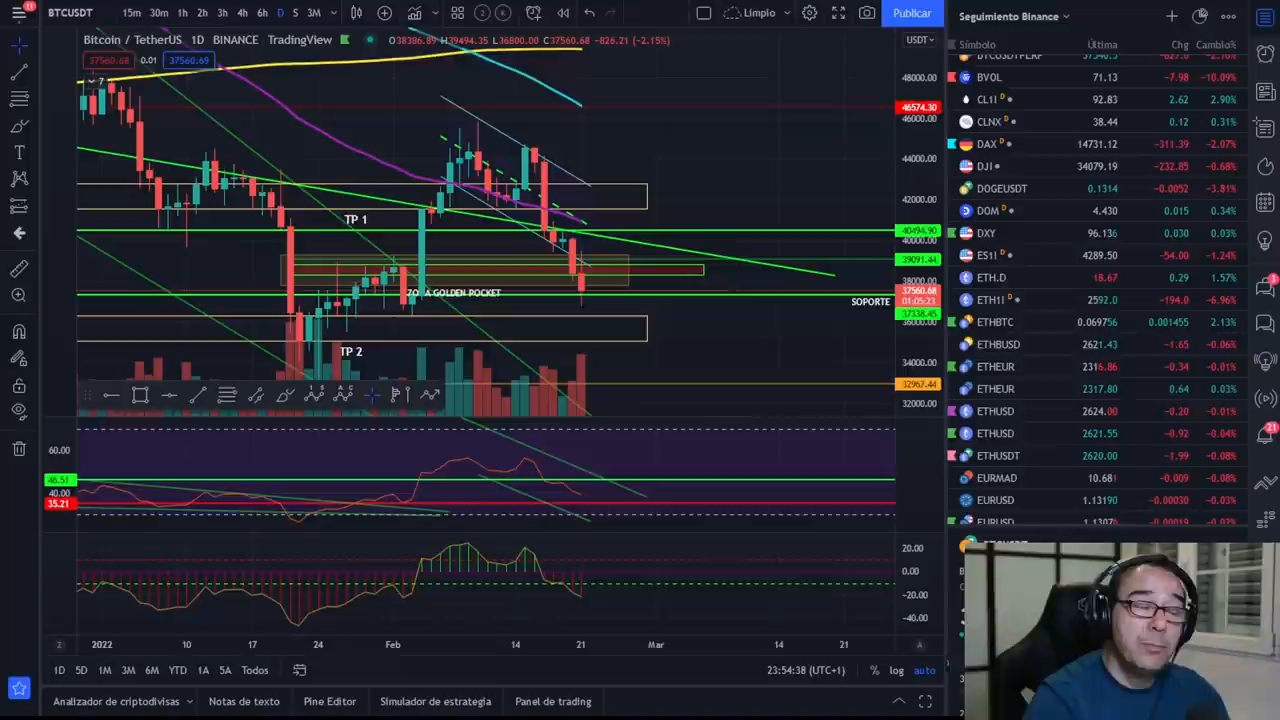 11
BTCUSDT 15m 30m 1h 2h 3h 4h 6h D S 3M 2 Limplo Publicar
Bitcoin / TetherUS 1D BINANCE TradingView O38386.89 H39494.35 L36800.00 C37560.68 −826.21 (−2.15%)
37560.68 0.01 37560.69
7
USDT
48000.00
46574.30
46000.00
44000.00
42000.00
40494.90
40000.00
39091.44
38000.00
37560.68
01:05:23
37338.45
36000.00
34000.00
32967.44
32000.00
TP 1
A GOLDEN POCKET
SOPORTE
TP 2
60.00
46.51
40.00
35.21
20.00
0.00
−20.00
−40.00
Z 2022 10 17 24 Feb 14 21 Mar 14 21 A
1D 5D 1M 3M 6M YTD 1A 5A Todos 23:54:38 (UTC+1) % log auto
Analizador de criptodivisas Notas de texto Pine Editor Simulador de estrategia Panel de trading
Seguimiento Binance
Símbolo Última Chg Cambio%
BVOL 71.13 −7.98 −10.09%
CL1! D 92.83 2.62 2.90%
CLNX D 38.44 0.12 0.31%
DAX D 14731.12 −311.39 −2.07%
DJI 34079.19 −232.85 −0.68%
DOGEUSDT 0.1314 −0.0052 −3.81%
DOM D 4.430 0.015 0.34%
DXY 96.136 0.030 0.03%
ES1! D 4289.50 −54.00 −1.24%
ETH.D 18.67 0.29 1.57%
ETH1! D 2592.0 −194.0 −6.96%
ETHBTC 0.069756 0.001455 2.13%
ETHBUSD 2621.43 −1.65 −0.06%
ETHEUR 2316.86 −0.34 −0.01%
ETHEUR 2317.80 0.64 0.03%
ETHUSD 2624.00 −0.20 −0.01%
ETHUSD 2621.55 −0.92 −0.04%
ETHUSDT 2620.00 −1.99 −0.08%
EURMAD 10.681 −0.009 −0.08%
EURUSD 1.13190 −0.00030 −0.03%
3
21